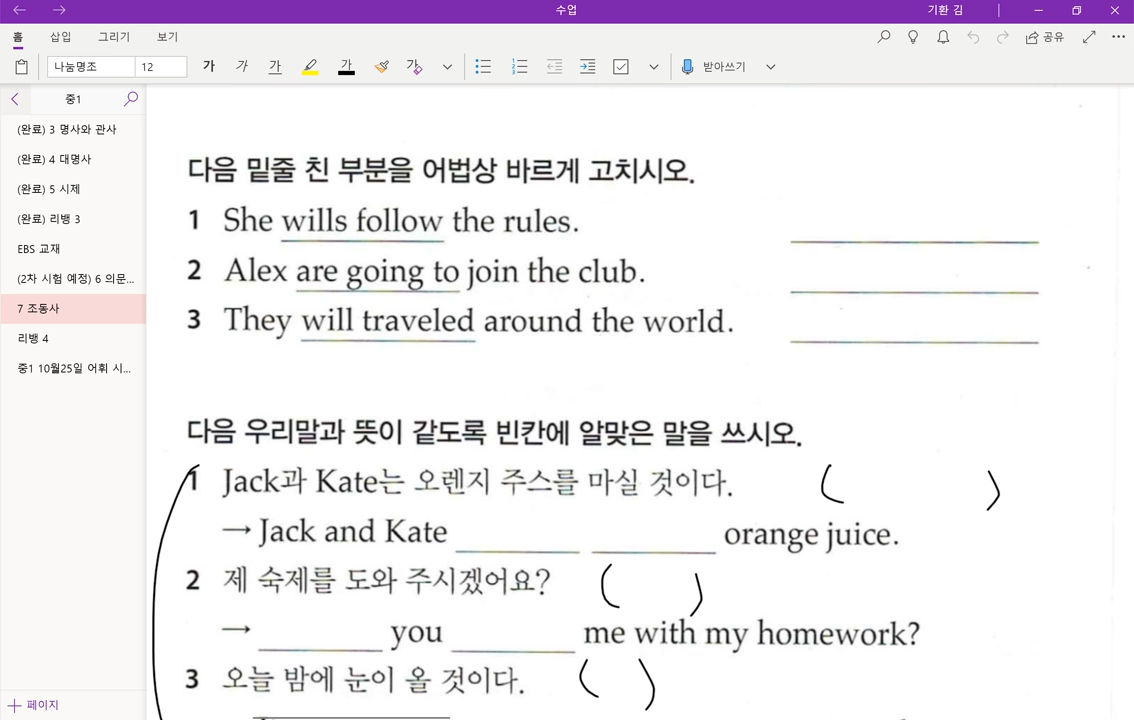 수업
기환 김
홈 삽입 그리기 보기
공유
나눔명조 12 가 가 가 가 가 받아쓰기
중1
(완료) 3 명사와 관사
(완료) 4 대명사
(완료) 5 시제
(완료) 리뱅 3
EBS 교재
(2차 시험 예정) 6 의문...
7 조동사
리뱅 4
중1 10월25일 어휘 시...
페이지
다음 밑줄 친 부분을 어법상 바르게 고치시오.
1 She wills follow the rules.
2 Alex are going to join the club.
3 They will traveled around the world.
다음 우리말과 뜻이 같도록 빈칸에 알맞은 말을 쓰시오.
1 Jack과 Kate는 오렌지 주스를 마실 것이다. ( )
→ Jack and Kate ________ ________ orange juice.
2 제 숙제를 도와 주시겠어요? ( )
→ ________ you ________ me with my homework?
3 오늘 밤에 눈이 올 것이다. ( )